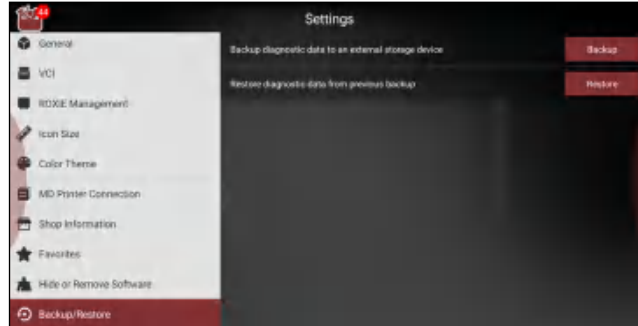 44
Settings
General
VCI
ROXIE Management
Icon Size
Color Theme
MD Printer Connection
Shop Information
Favorites
Hide or Remove Software
Backup/Restore
Backup diagnostic data to an external storage device
Backup
Restore diagnostic data from previous backup
Restore